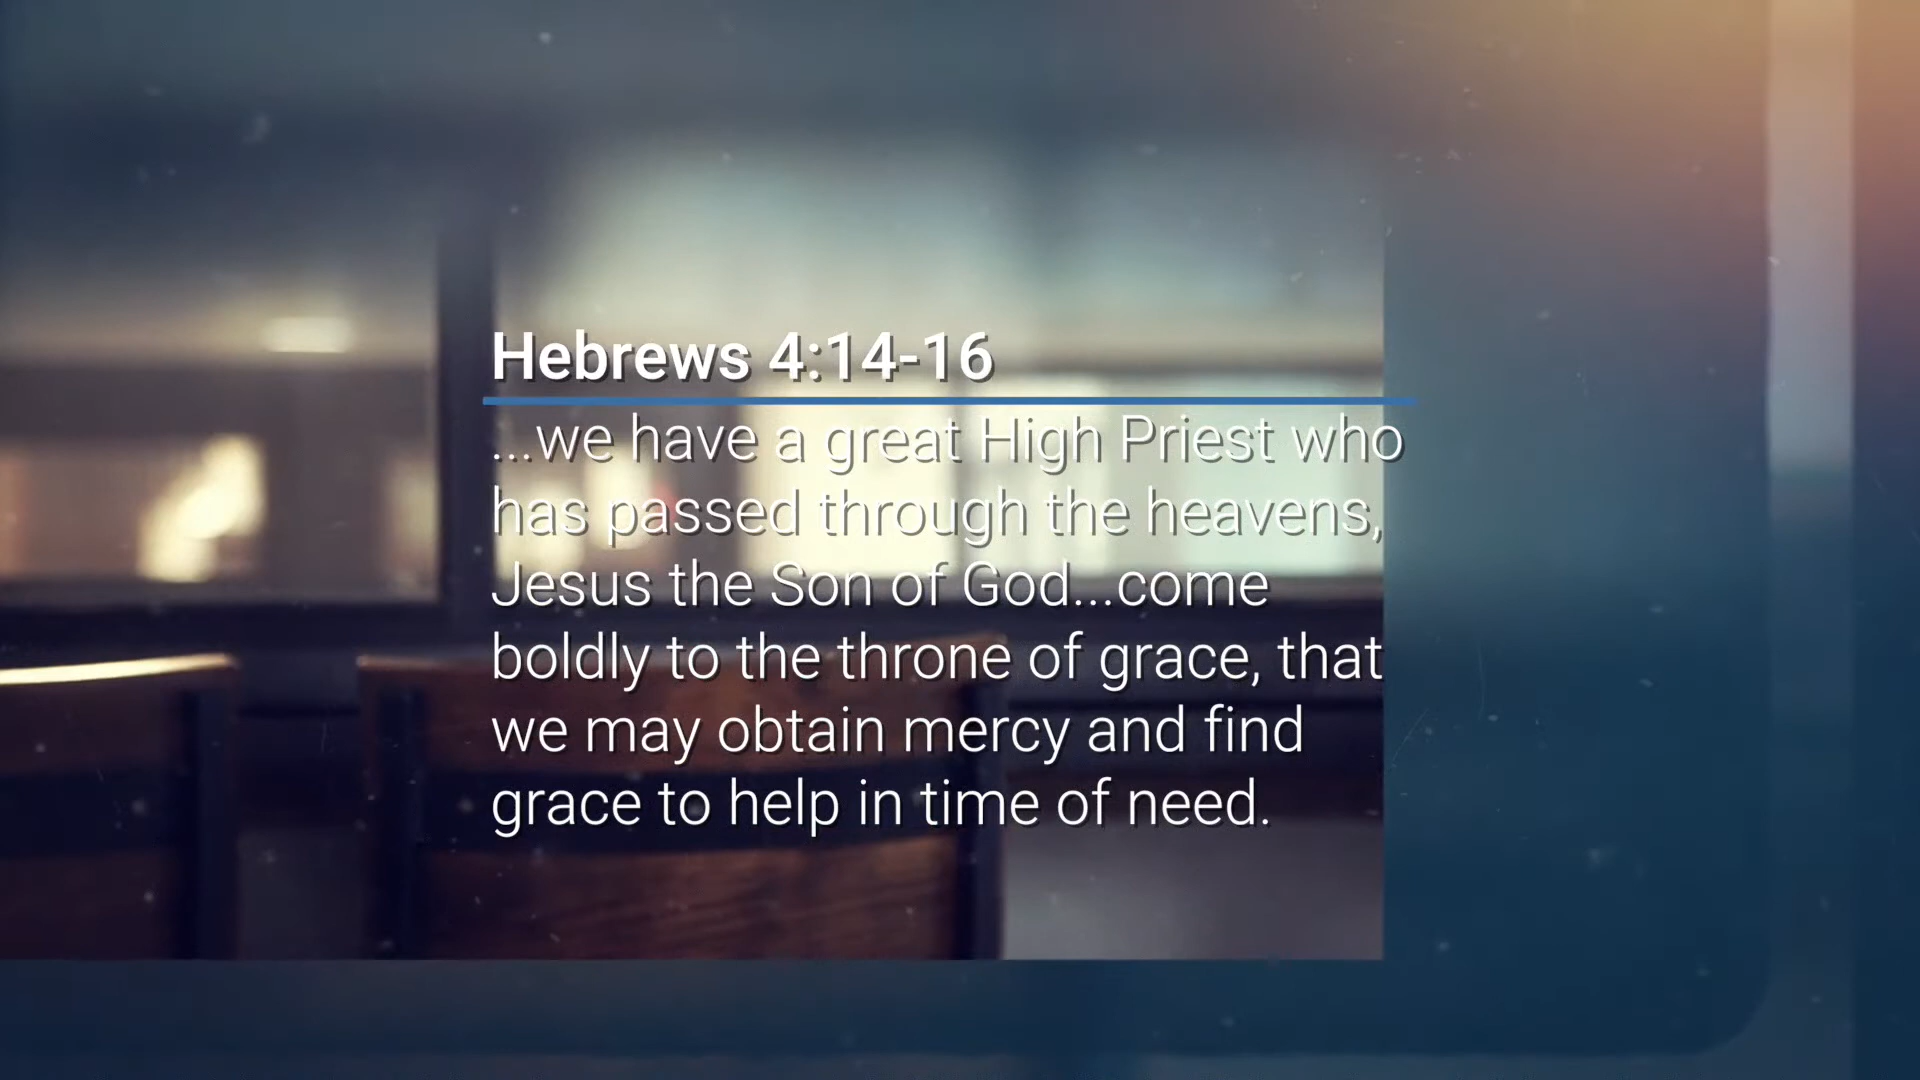 Hebrews 4:14-16
...we have a great High Priest who
has passed through the heavens,
Jesus the Son of God...come
boldly to the throne of grace, that
we may obtain mercy and find
grace to help in time of need.